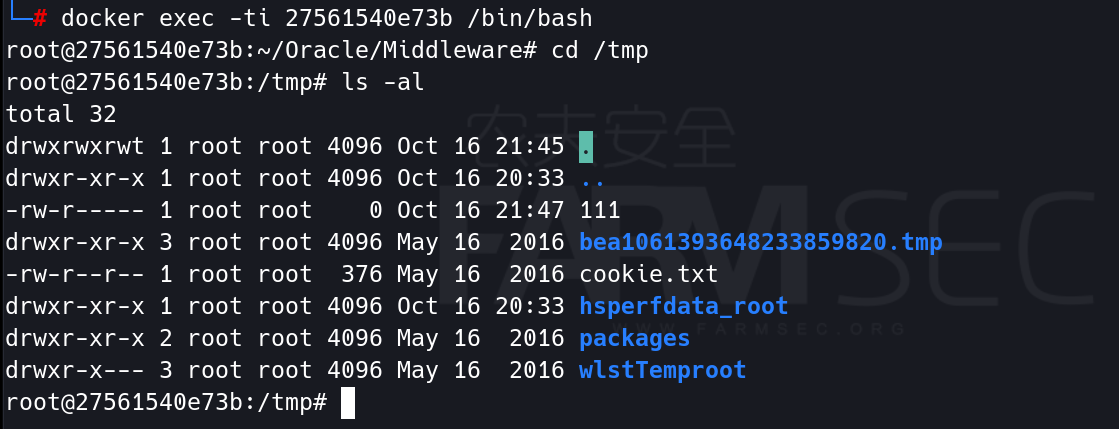 └─# docker exec -ti 27561540e73b /bin/bash
root@27561540e73b:~/Oracle/Middleware# cd /tmp
root@27561540e73b:/tmp# ls -al
total 32
drwxrwxrwt 1 root root 4096 Oct 16 21:45 .
drwxr-xr-x 1 root root 4096 Oct 16 20:33 ..
-rw-r----- 1 root root    0 Oct 16 21:47 111
drwxr-xr-x 3 root root 4096 May 16  2016 bea1061393648233859820.tmp
-rw-r--r-- 1 root root  376 May 16  2016 cookie.txt
drwxr-xr-x 1 root root 4096 Oct 16 20:33 hsperfdata_root
drwxr-xr-x 2 root root 4096 May 16  2016 packages
drwxr-x--- 3 root root 4096 May 16  2016 wlstTemproot
root@27561540e73b:/tmp#
农夫安全
FARMSEC
WWW.FARMSEC.ORG